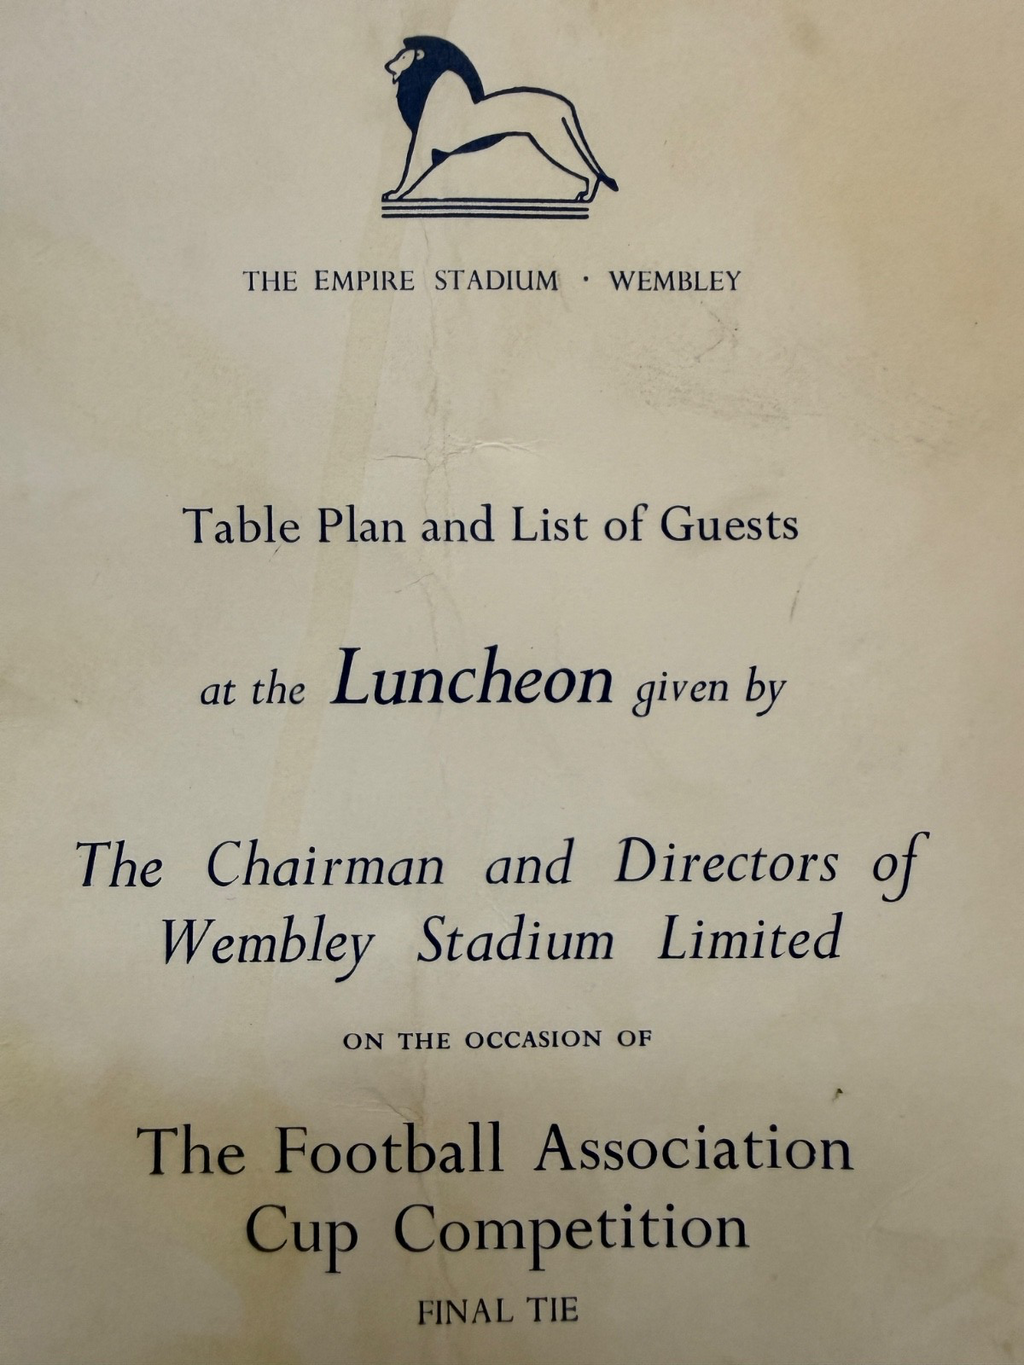 THE EMPIRE STADIUM · WEMBLEY
Table Plan and List of Guests
at the Luncheon given by
The Chairman and Directors of
Wembley Stadium Limited
ON THE OCCASION OF
The Football Association
Cup Competition
FINAL TIE